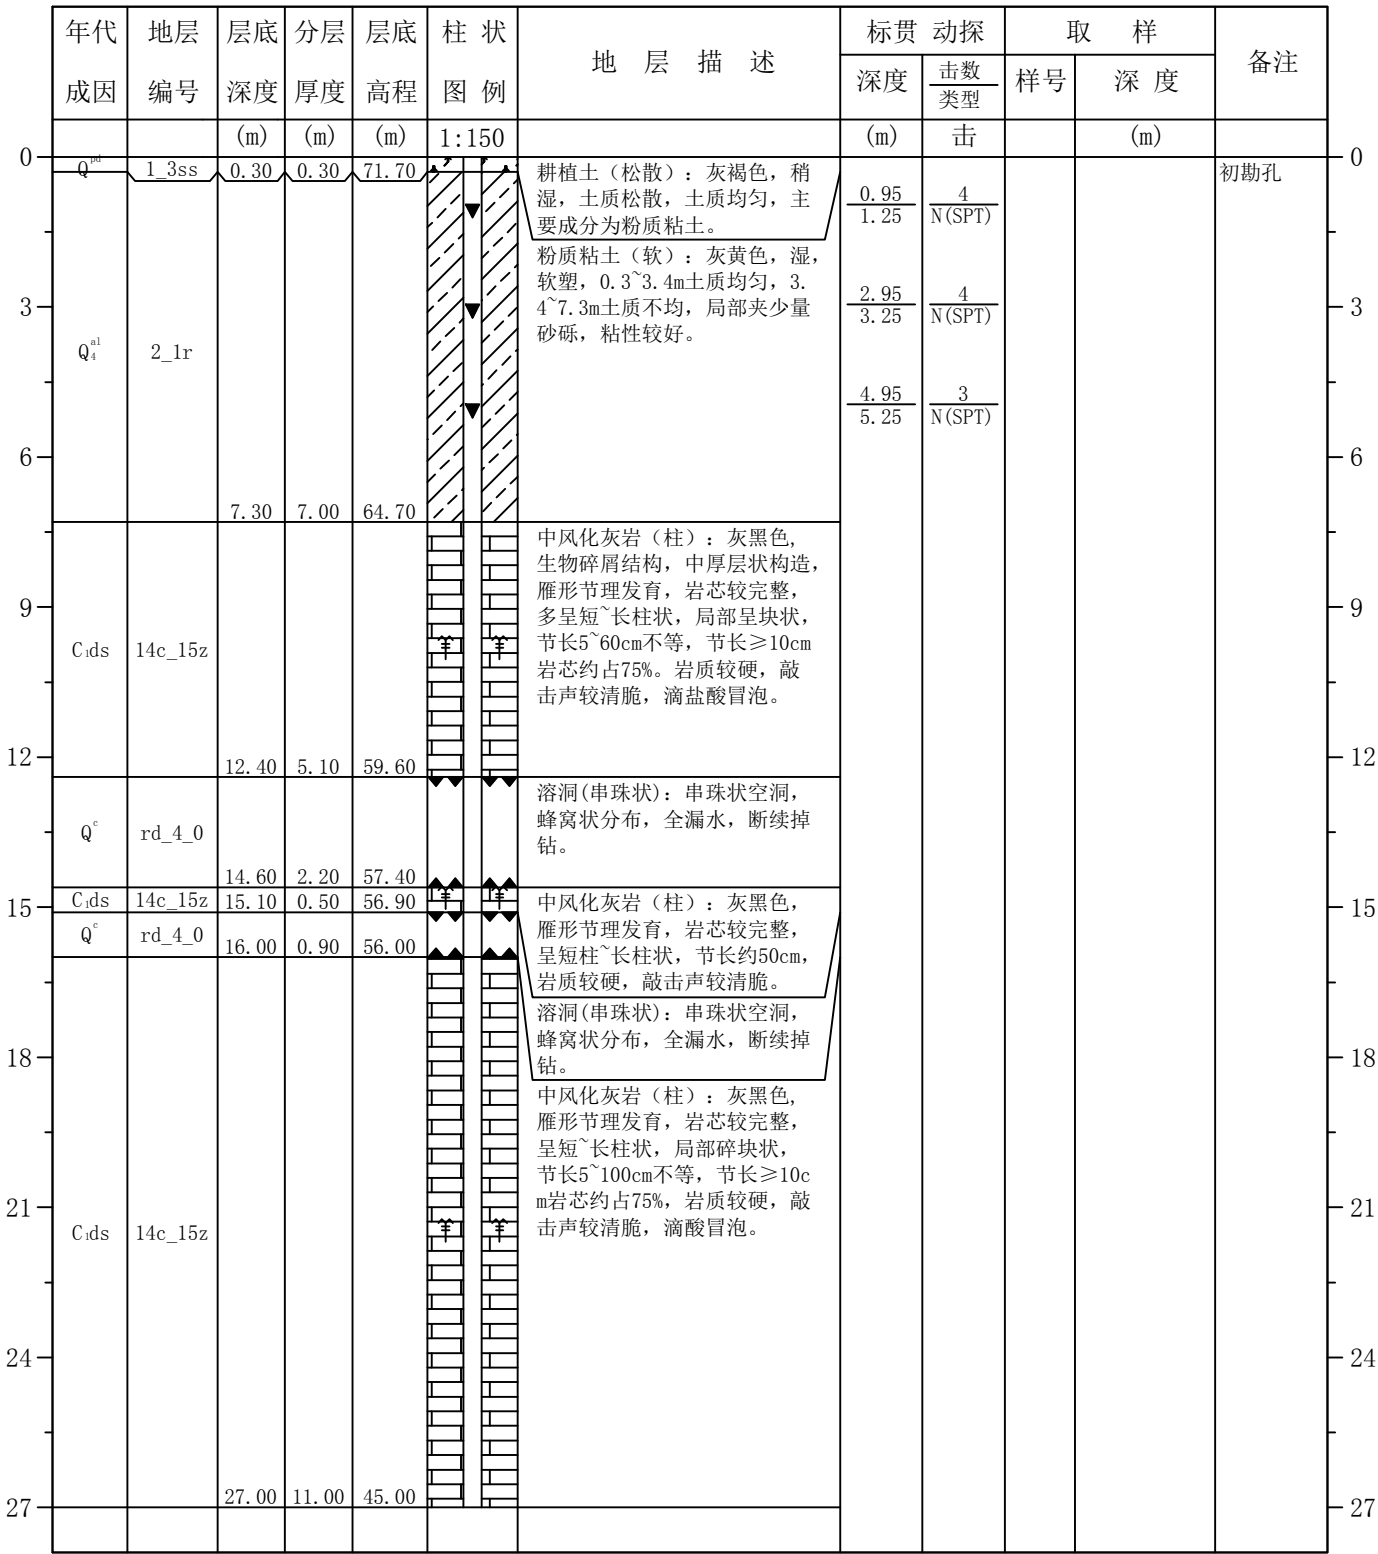 年代 地层 层底 分层 层底 柱 状 地 层 描 述 标贯 动探 取 样 备注
成因 编号 深度 厚度 高程 图 例 深度 击数 样号 深 度
类型
(m) (m) (m) 1:150 (m) 击 (m)
0 0
Q^pd 1_3ss 0.30 0.30 71.70
耕植土（松散）：灰褐色，稍
湿，土质松散，土质均匀，主
要成分为粉质粘土。
初勘孔
0.95 4
1.25 N(SPT)
粉质粘土（软）：灰黄色，湿，
软塑，0.3~3.4m土质均匀，3.
4~7.3m土质不均，局部夹少量
砂砾，粘性较好。
2.95 4
3.25 N(SPT)
3 3
Q₄^al 2_1r
4.95 3
5.25 N(SPT)
6 6
7.30 7.00 64.70
中风化灰岩（柱）：灰黑色，
生物碎屑结构，中厚层状构造，
雁形节理发育，岩芯较完整，
多呈短~长柱状，局部呈块状，
节长5~60cm不等，节长≥10cm
岩芯约占75%。岩质较硬，敲
击声较清脆，滴盐酸冒泡。
9 9
C₁ds 14c_15z
12 12
12.40 5.10 59.60
溶洞(串珠状)：串珠状空洞，
蜂窝状分布，全漏水，断续掉
钻。
Q^c rd_4_0
14.60 2.20 57.40
C₁ds 14c_15z 15.10 0.50 56.90
15 15
中风化灰岩（柱）：灰黑色，
雁形节理发育，岩芯较完整，
呈短柱~长柱状，节长约50cm，
岩质较硬，敲击声较清脆。
Q^c rd_4_0 16.00 0.90 56.00
溶洞(串珠状)：串珠状空洞，
蜂窝状分布，全漏水，断续掉
钻。
18 18
中风化灰岩（柱）：灰黑色，
雁形节理发育，岩芯较完整，
呈短~长柱状，局部碎块状，
节长5~100cm不等，节长≥10c
m岩芯约占75%，岩质较硬，敲
击声较清脆，滴酸冒泡。
21 21
C₁ds 14c_15z
24 24
27.00 11.00 45.00
27 27